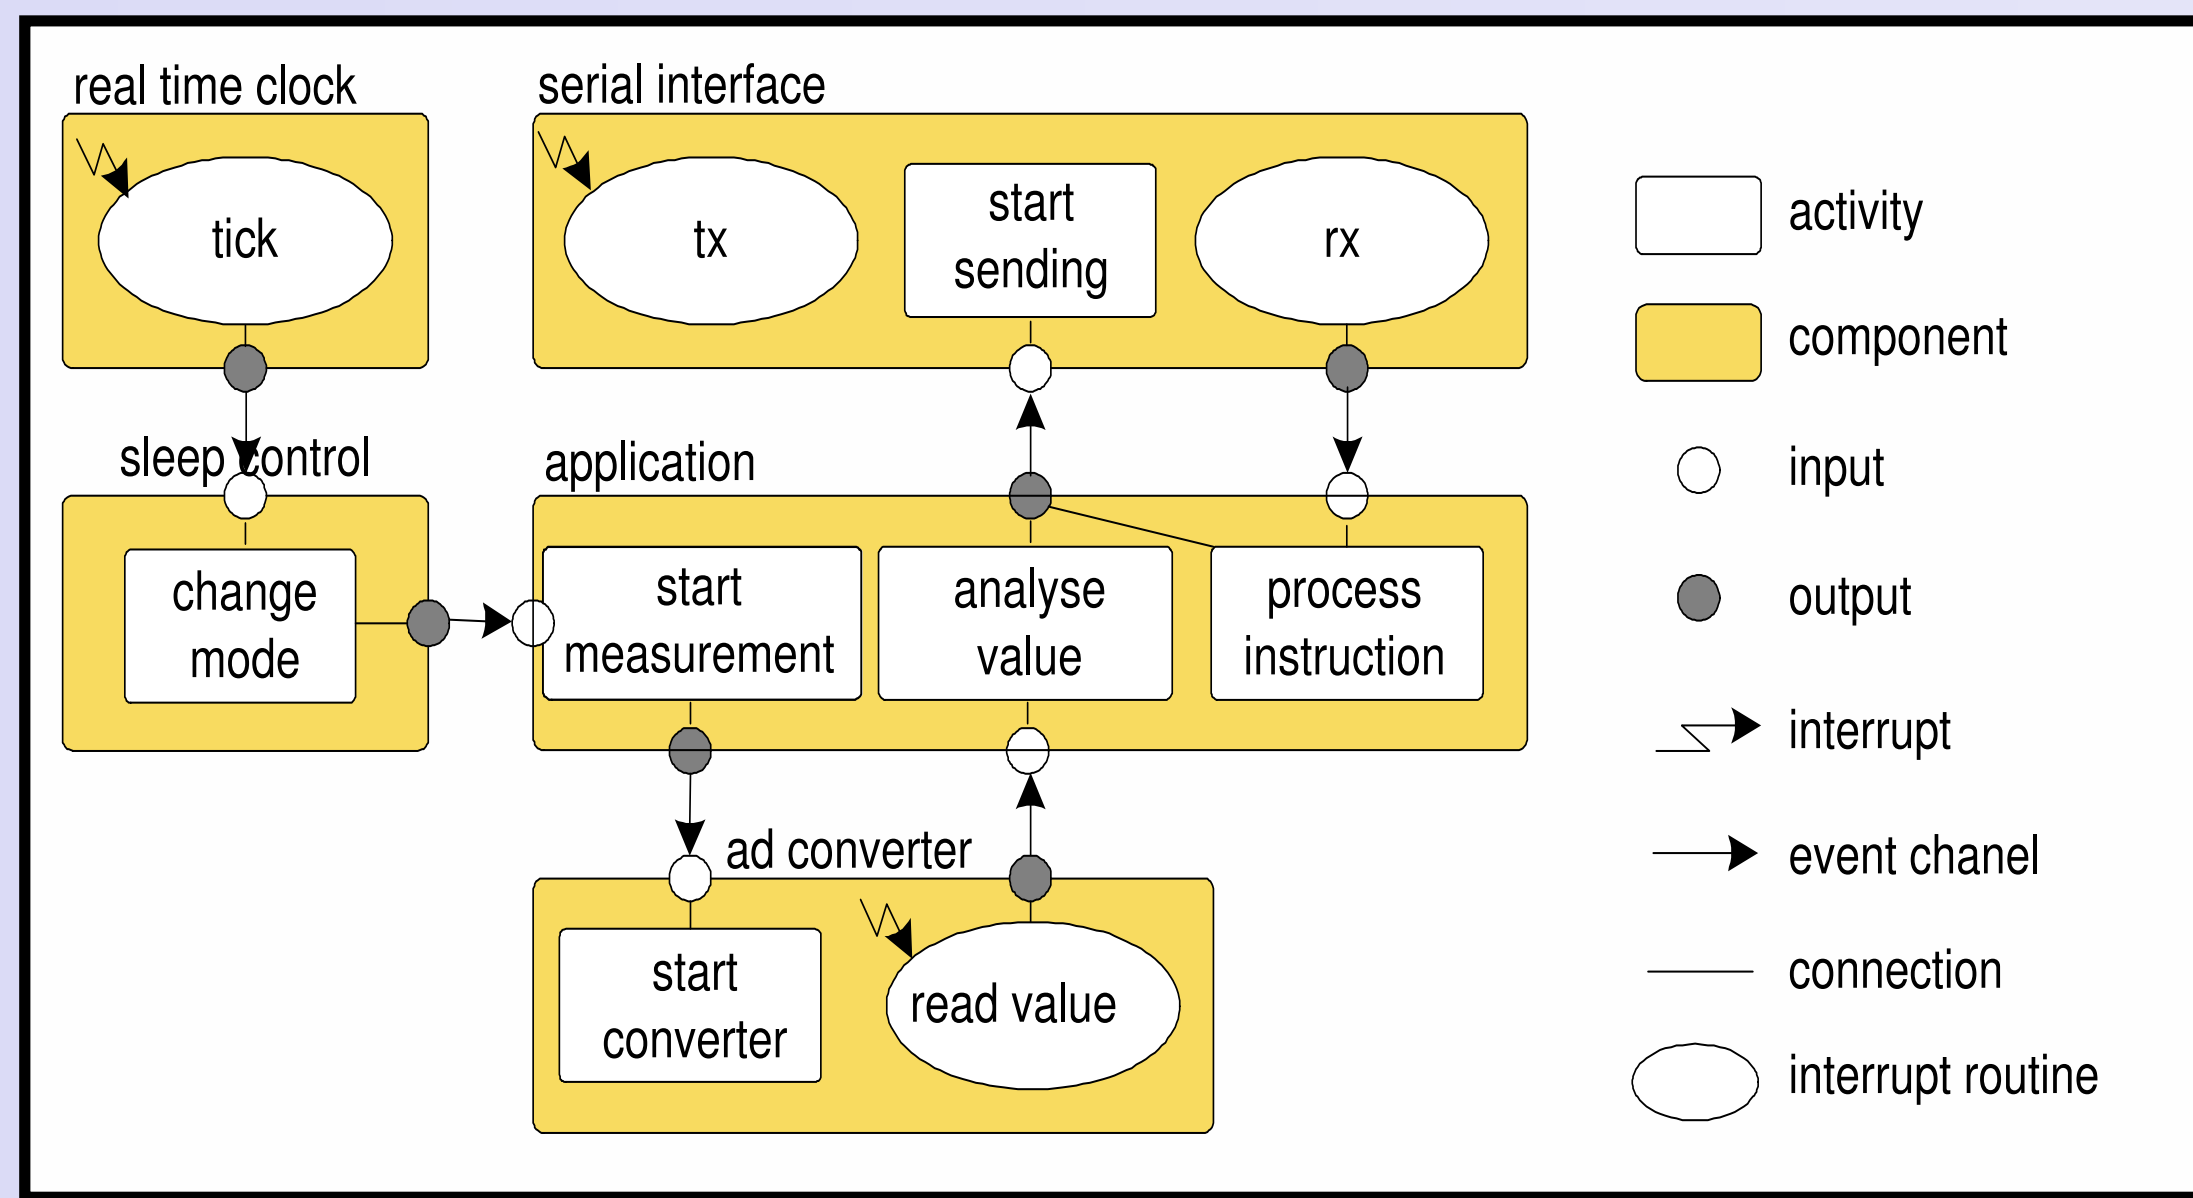 real time clock
serial interface
tick
tx
start
sending
rx
sleep control
application
change
mode
start
measurement
analyse
value
process
instruction
ad converter
start
converter
read value
activity
component
input
output
interrupt
event chanel
connection
interrupt routine